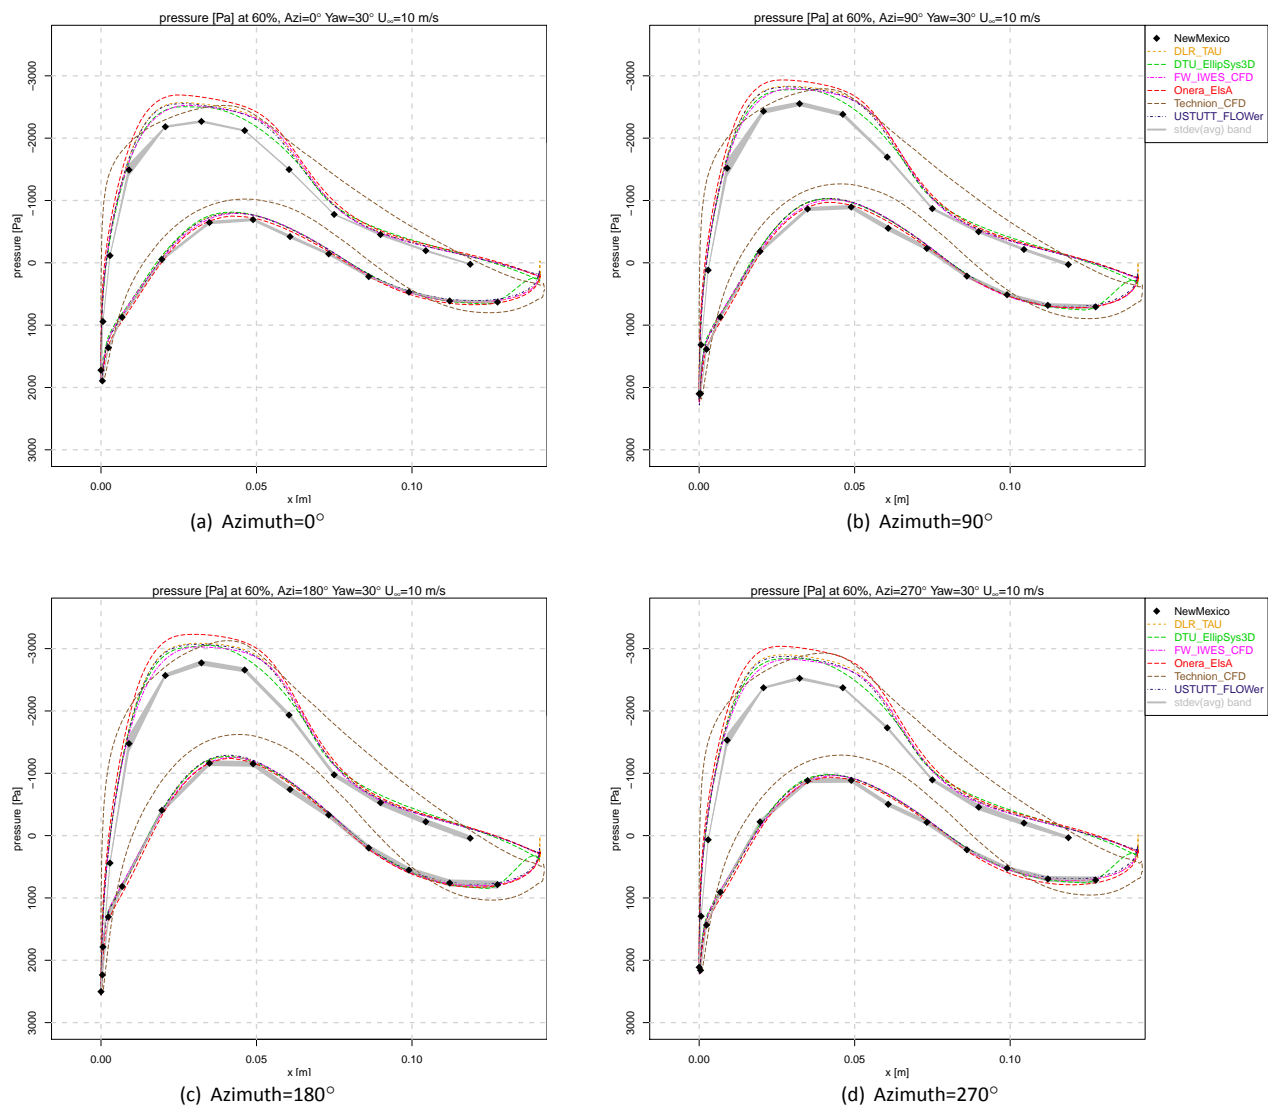 pressure [Pa] at 60%, Azi=0° Yaw=30° U∞=10 m/s
pressure [Pa]
-3000
-2000
-1000
0
1000
2000
3000
0.00
0.05
0.10
x [m]
(a) Azimuth=0°
pressure [Pa] at 60%, Azi=90° Yaw=30° U∞=10 m/s
pressure [Pa]
-3000
-2000
-1000
0
1000
2000
3000
0.00
0.05
0.10
x [m]
NewMexico
DLR_TAU
DTU_EllipSys3D
FW_IWES_CFD
Onera_ElsA
Technion_CFD
USTUTT_FLOWer
stdev(avg) band
(b) Azimuth=90°
pressure [Pa] at 60%, Azi=180° Yaw=30° U∞=10 m/s
pressure [Pa]
-3000
-2000
-1000
0
1000
2000
3000
0.00
0.05
0.10
x [m]
(c) Azimuth=180°
pressure [Pa] at 60%, Azi=270° Yaw=30° U∞=10 m/s
pressure [Pa]
-3000
-2000
-1000
0
1000
2000
3000
0.00
0.05
0.10
x [m]
NewMexico
DLR_TAU
DTU_EllipSys3D
FW_IWES_CFD
Onera_ElsA
Technion_CFD
USTUTT_FLOWer
stdev(avg) band
(d) Azimuth=270°